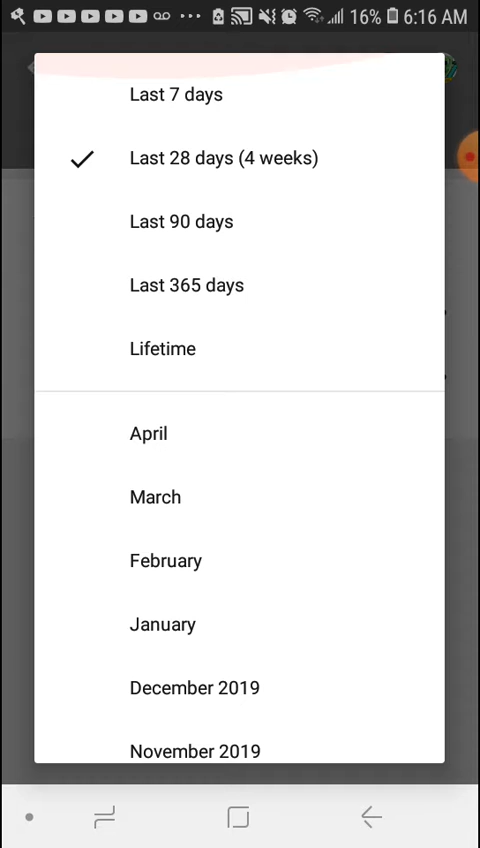 16% 6:16 AM
Last 7 days
Last 28 days (4 weeks)
Last 90 days
Last 365 days
Lifetime
April
March
February
January
December 2019
November 2019